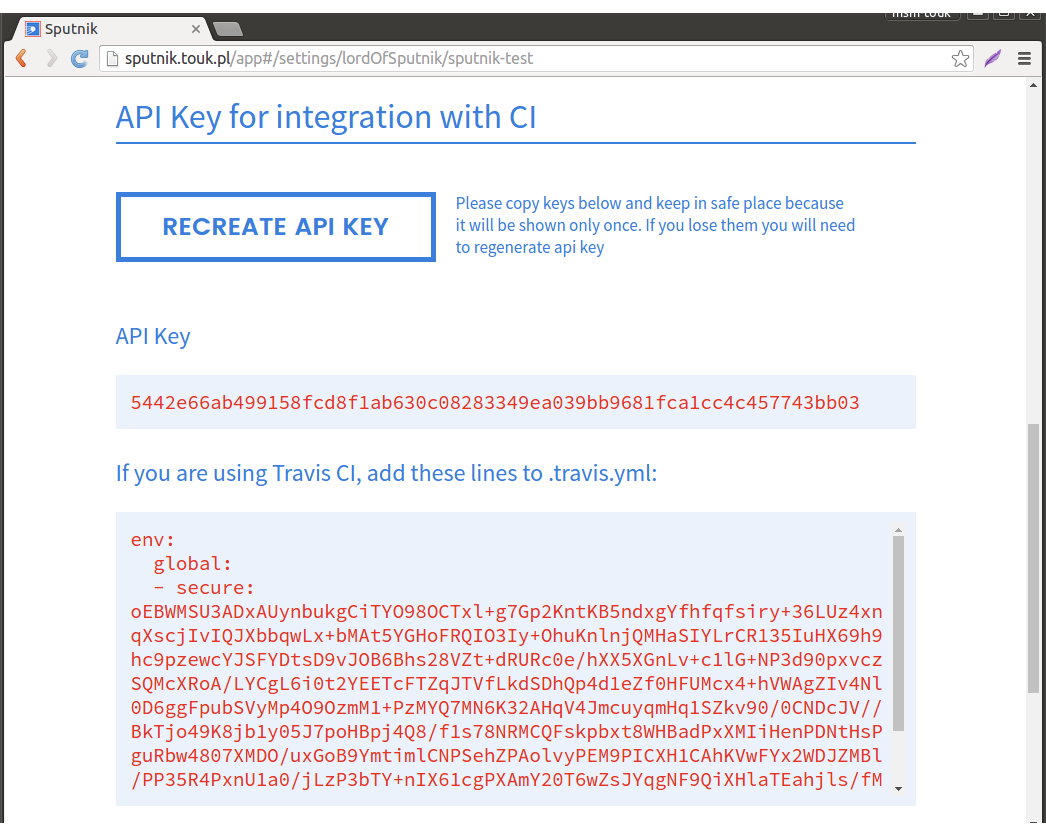 msm touk
Sputnik
sputnik.touk.pl/app#/settings/lordOfSputnik/sputnik-test
API Key for integration with CI
RECREATE API KEY
Please copy keys below and keep in safe place because
it will be shown only once. If you lose them you will need
to regenerate api key
API Key
5442e66ab499158fcd8f1ab630c08283349ea039bb9681fca1cc4c457743bb03
If you are using Travis CI, add these lines to .travis.yml:
env:
  global:
  - secure:
oEBWMSU3ADxAUynbukgCiTYO98OCTxl+g7Gp2KntKB5ndxgYfhfqfsiry+36LUz4xn
qXscjIvIQJXbbqwLx+bMAt5YGHoFRQIO3Iy+OhuKnlnjQMHaSIYLrCR135IuHX69h9
hc9pzewcYJSFYDtsD9vJOB6Bhs28VZt+dRURc0e/hXX5XGnLv+c1lG+NP3d90pxvcz
SQMcXRoA/LYCgL6i0t2YEETcFTZqJTVfLkdSDhQp4d1eZf0HFUMcx4+hVWAgZIv4Nl
0D6ggFpubSVyMp4O9OzmM1+PzMYQ7MN6K32AHqV4JmcuyqmHq1SZkv90/0CNDcJV//
BkTjo49K8jb1y05J7poHBpj4Q8/f1s78NRMCQFskpbxt8WHBadPxXMIiHenPDNtHsP
guRbw4807XMDO/uxGoB9YmtimlCNPSehZPAolvyPEM9PICXH1CAhKVwFYx2WDJZMBl
/PP35R4PxnU1a0/jLzP3bTY+nIX61cgPXAmY20T6wZsJYqgNF9QiXHlaTEahjls/fM